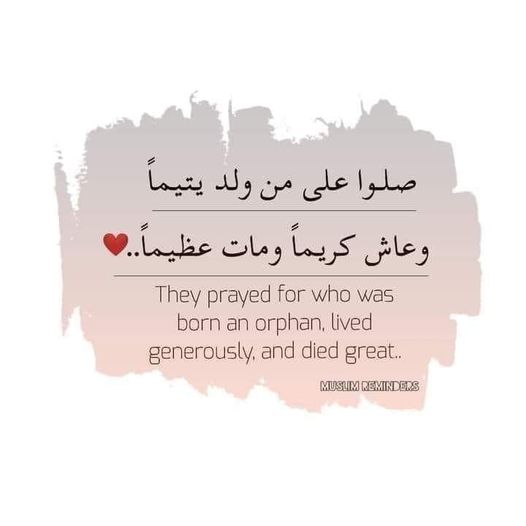 صلوا على من ولد يتيماً
وعاش كريماً ومات عظيماً..❤️
They prayed for who was
born an orphan, lived
generously, and died great..
MUSLIM REMINDERS